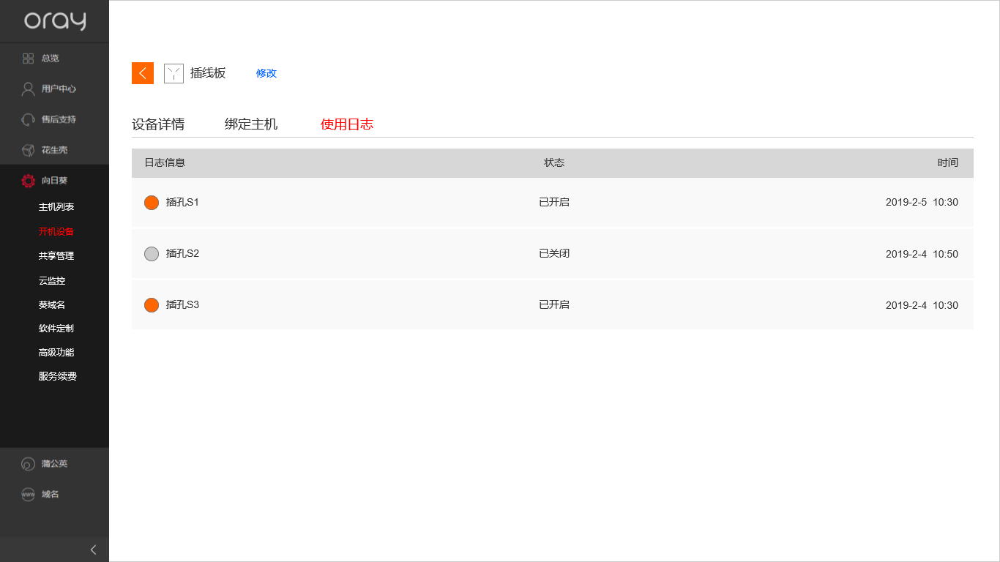 oray
总览
用户中心
售后支持
花生壳
向日葵
主机列表
开机设备
共享管理
云监控
葵域名
软件定制
高级功能
服务续费
蒲公英
www 域名
插线板 修改
设备详情 绑定主机 使用日志
日志信息 状态 时间
插孔S1 已开启 2019-2-5 10:30
插孔S2 已关闭 2019-2-4 10:50
插孔S3 已开启 2019-2-4 10:30